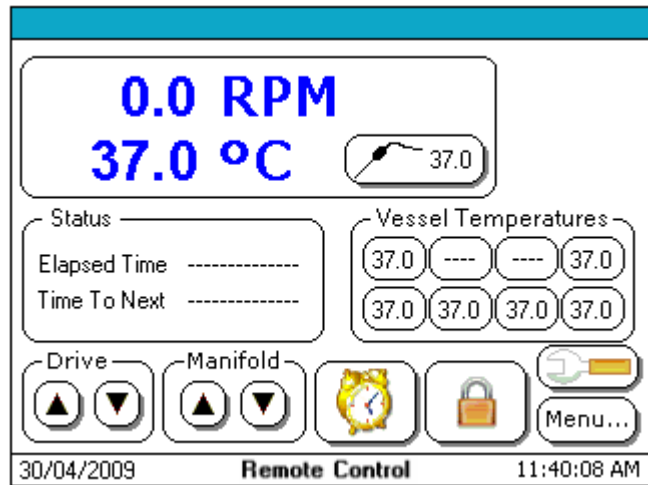 0.0 RPM
37.0 ºC
37.0
Status
Elapsed Time -------------
Time To Next -------------
Vessel Temperatures
37.0 ---- ---- 37.0
37.0 37.0 37.0 37.0
Drive
Manifold
Menu...
30/04/2009 Remote Control 11:40:08 AM